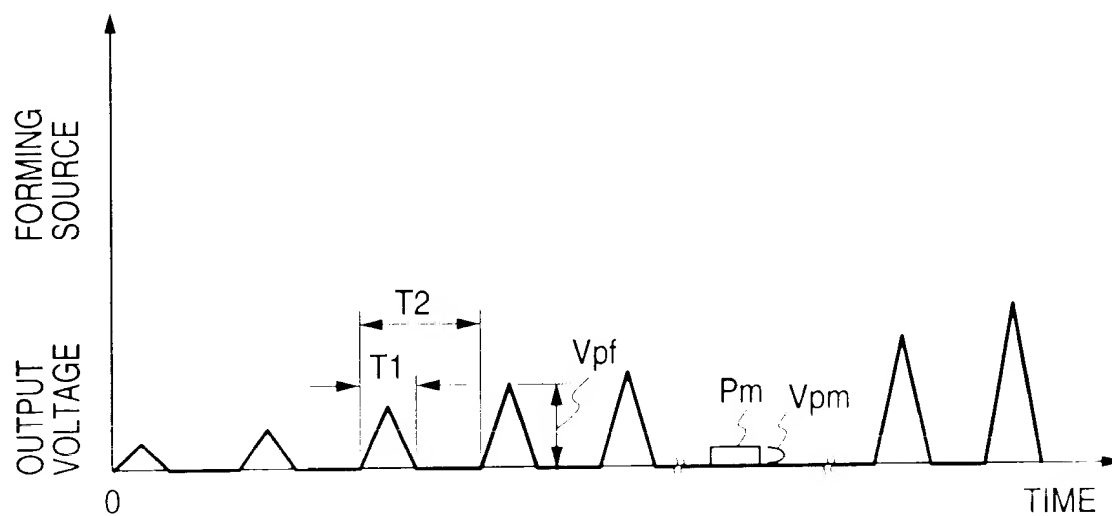 FORMING
SOURCE
OUTPUT
VOLTAGE
T2
T1
Vpf
Pm
Vpm
0
TIME